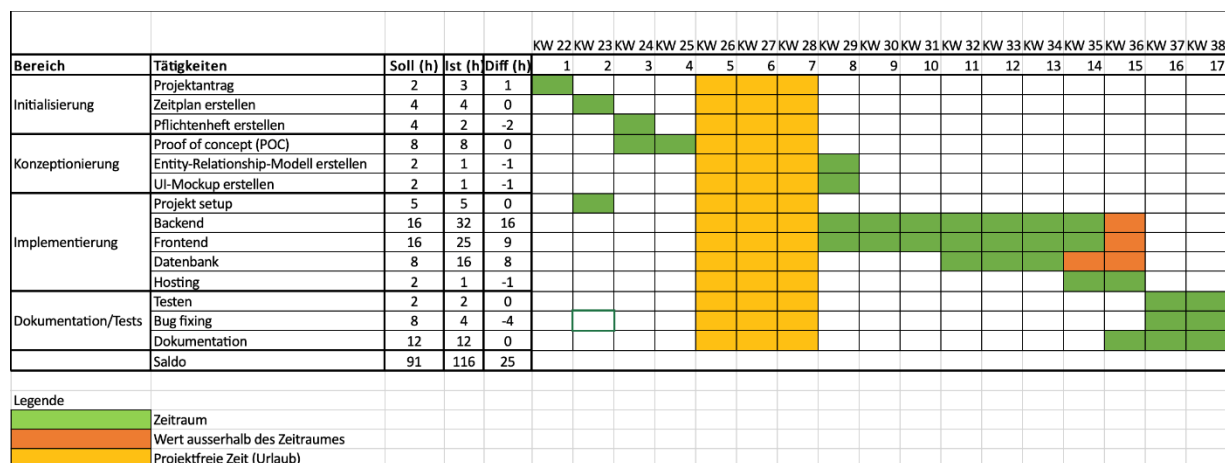 KW 22 KW 23 KW 24 KW 25 KW 26 KW 27 KW 28 KW 29 KW 30 KW 31 KW 32 KW 33 KW 34 KW 35 KW 36 KW 37 KW 38
Bereich Tätigkeiten Soll (h) Ist (h) Diff (h) 1 2 3 4 5 6 7 8 9 10 11 12 13 14 15 16 17
Projektantrag 2 3 1
Initialisierung Zeitplan erstellen 4 4 0
Pflichtenheft erstellen 4 2 -2
Proof of concept (POC) 8 8 0
Konzeptionierung Entity-Relationship-Modell erstellen 2 1 -1
UI-Mockup erstellen 2 1 -1
Projekt setup 5 5 0
Backend 16 32 16
Implementierung Frontend 16 25 9
Datenbank 8 16 8
Hosting 2 1 -1
Testen 2 2 0
Dokumentation/Tests Bug fixing 8 4 -4
Dokumentation 12 12 0
Saldo 91 116 25
Legende
Zeitraum
Wert ausserhalb des Zeitraumes
Projektfreie Zeit (Urlaub)